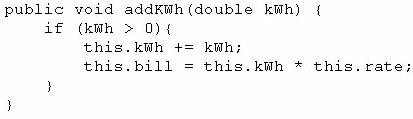 public void addKWh(double kWh) {
    if (kWh > 0){
        this.kWh += kWh;
        this.bill = this.kWh * this.rate;
    }
}